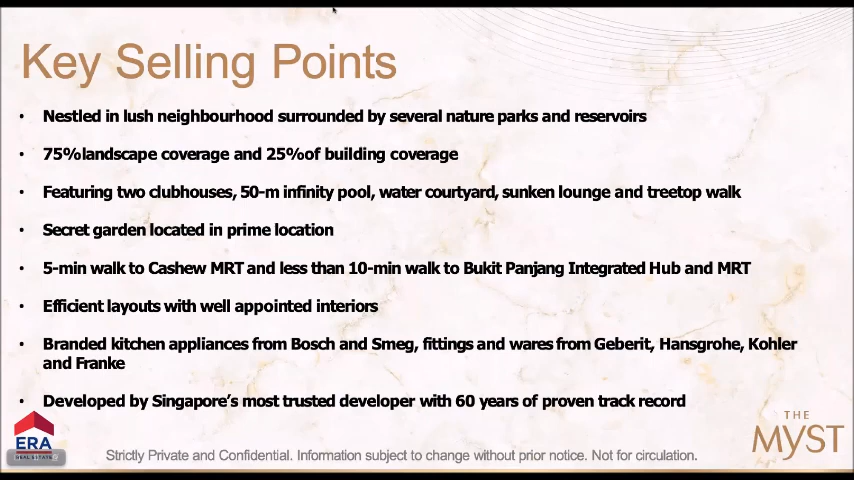 Key Selling Points
• Nestled in lush neighbourhood surrounded by several nature parks and reservoirs
• 75%landscape coverage and 25%of building coverage
• Featuring two clubhouses, 50-m infinity pool, water courtyard, sunken lounge and treetop walk
• Secret garden located in prime location
• 5-min walk to Cashew MRT and less than 10-min walk to Bukit Panjang Integrated Hub and MRT
• Efficient layouts with well appointed interiors
• Branded kitchen appliances from Bosch and Smeg, fittings and wares from Geberit, Hansgrohe, Kohler
and Franke
• Developed by Singapore's most trusted developer with 60 years of proven track record
ERA
REAL ESTATE
Strictly Private and Confidential. Information subject to change without prior notice. Not for circulation.
THE
MYST